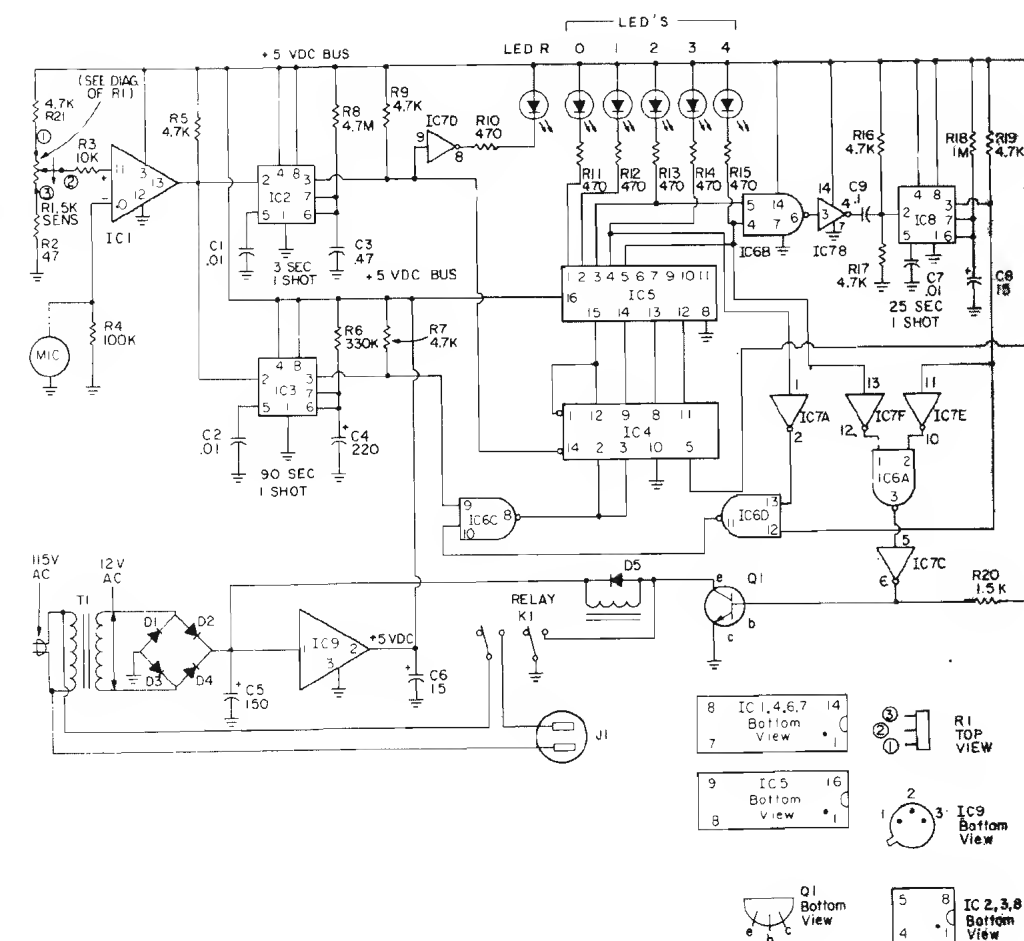 LED'S
LED R 0 1 2 3 4
+5 VDC BUS
(SEE DIAG.
OF R1)
4.7K
R21
①
R3
10K
②
③
R1,5K
SENS
R2
47
11
+
-
10
3
13
12
IC1
R5
4.7K
2 4 8 3
IC2
7
5 1 6
C1
.01
3 SEC
1 SHOT
R8
4.7M
C3
.47
R9
4.7K
IC7D
9
8
R10
470
R11
470
R12
470
R13
470
R14
470
R15
470
5
4
14
7
6
IC6B
14
3
4
7
IC7B
C9
.1
R16
4.7K
R17
4.7K
4 8
2 3
IC8
7
5 1 6
C7
.01
25 SEC
1 SHOT
R18
1M
R19
4.7K
+
C8
15
+5 VDC BUS
MIC
R4
100K
4 8
2 3
IC3
7
5 1 6
C2
.01
90 SEC
1 SHOT
R6
330K
R7
4.7K
+
C4
220
1 2 3 4 5 6 7 9 10 11
16 IC5
15 14 13 12 8
1 12 9 8 11
IC4
14 2 3 10 5
1
IC7A
2
13
IC7F
12
11
IC7E
10
1 2
IC6A
3
5
IC7C
6
9
IC6C
8
10
13
IC6D
11
12
R20
1.5K
115V
AC
12V
AC
T1
D1
D2
D3
D4
+
C5
150
1
IC9
2
3
+5VDC
+
C6
15
RELAY
K1
D5
e
Q1
b
c
J1
8 IC 1,4,6,7 14
Bottom
View
7 1
9 IC5 16
Bottom
View
8 1
③
②
①
R1
TOP
VIEW
2
1
3
IC9
Bottom
View
Q1
Bottom
View
e b c
5 8
4 1
IC 2,3,8
Bottom
View